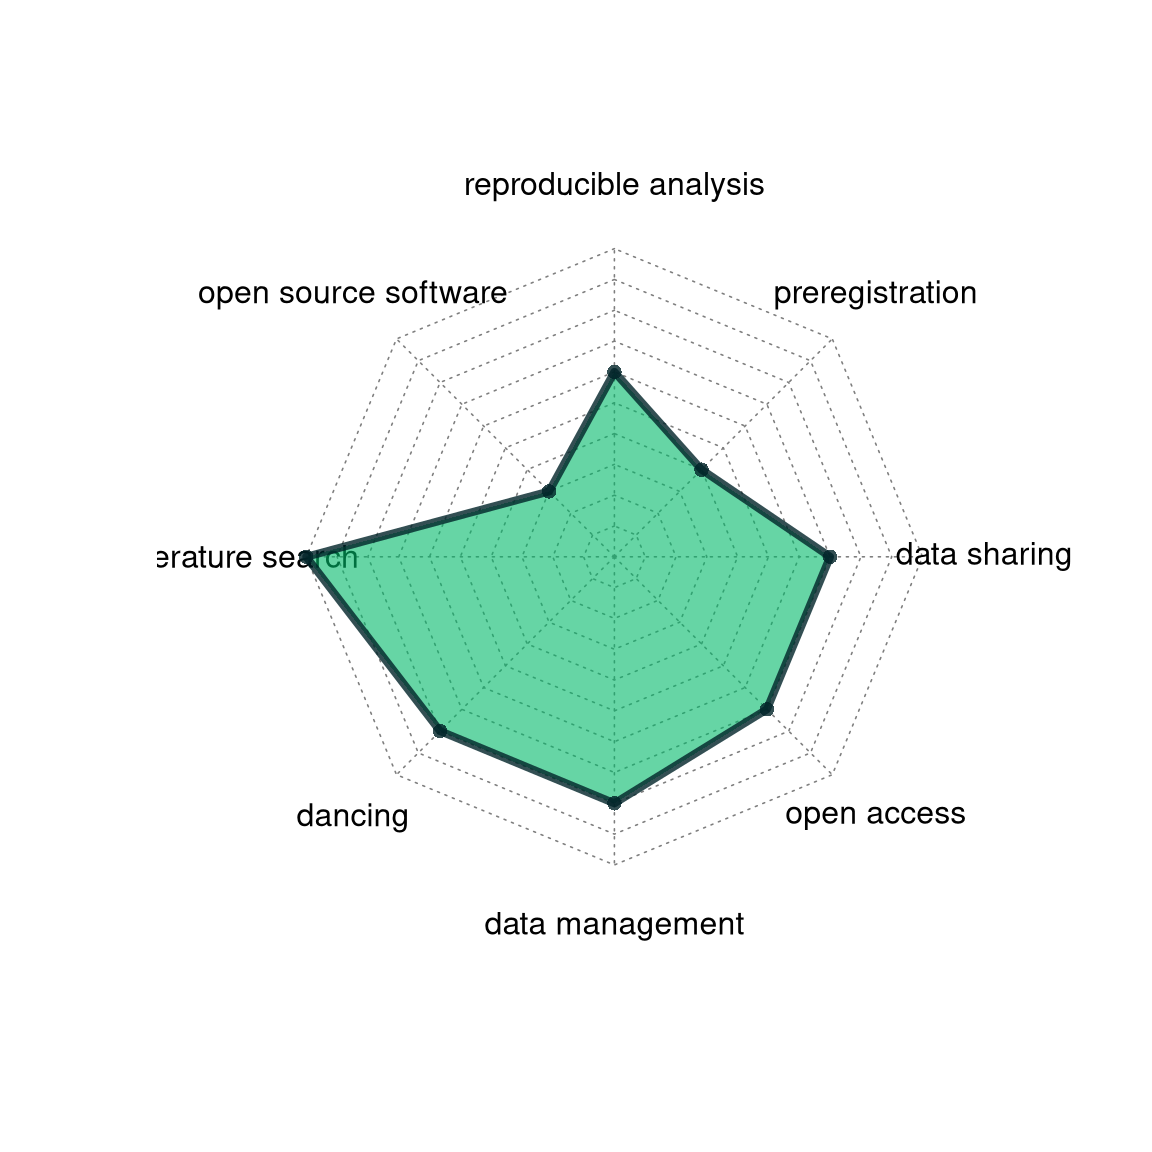 reproducible analysis
open source software
preregistration
erature search
data sharing
dancing
open access
data management